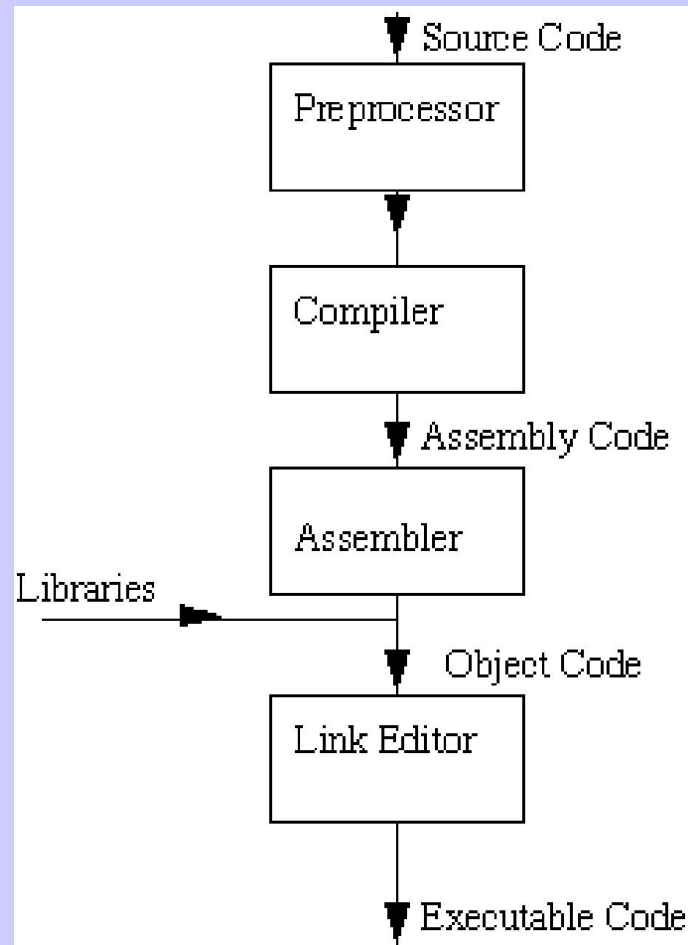 Source Code
Preprocessor
Compiler
Assembly Code
Assembler
Libraries
Object Code
Link Editor
Executable Code